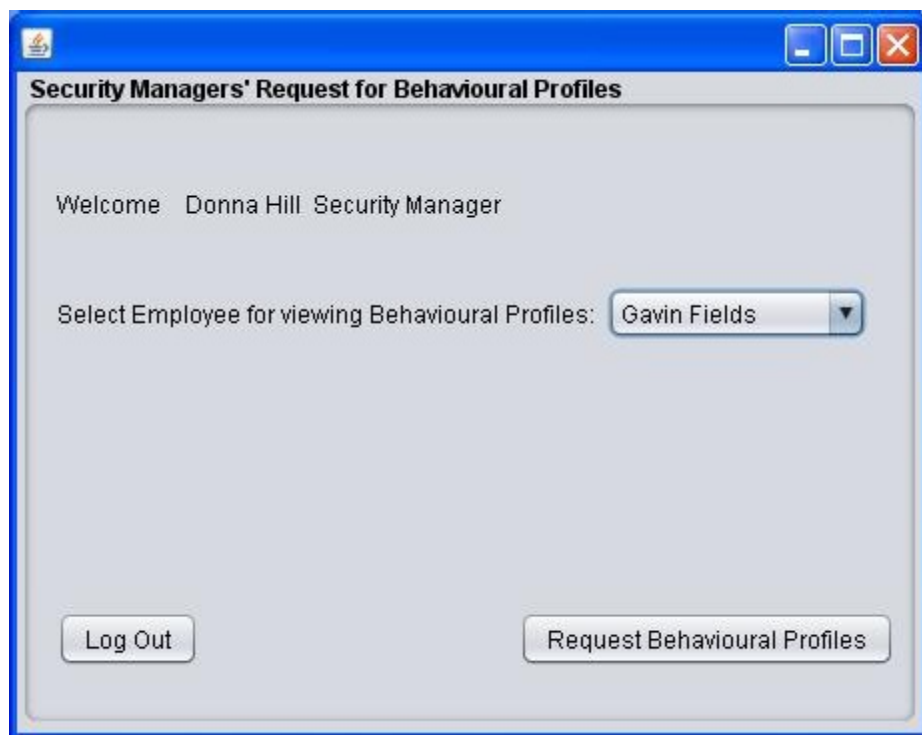 Security Managers' Request for Behavioural Profiles
Welcome Donna Hill Security Manager
Select Employee for viewing Behavioural Profiles: Gavin Fields
Log Out Request Behavioural Profiles